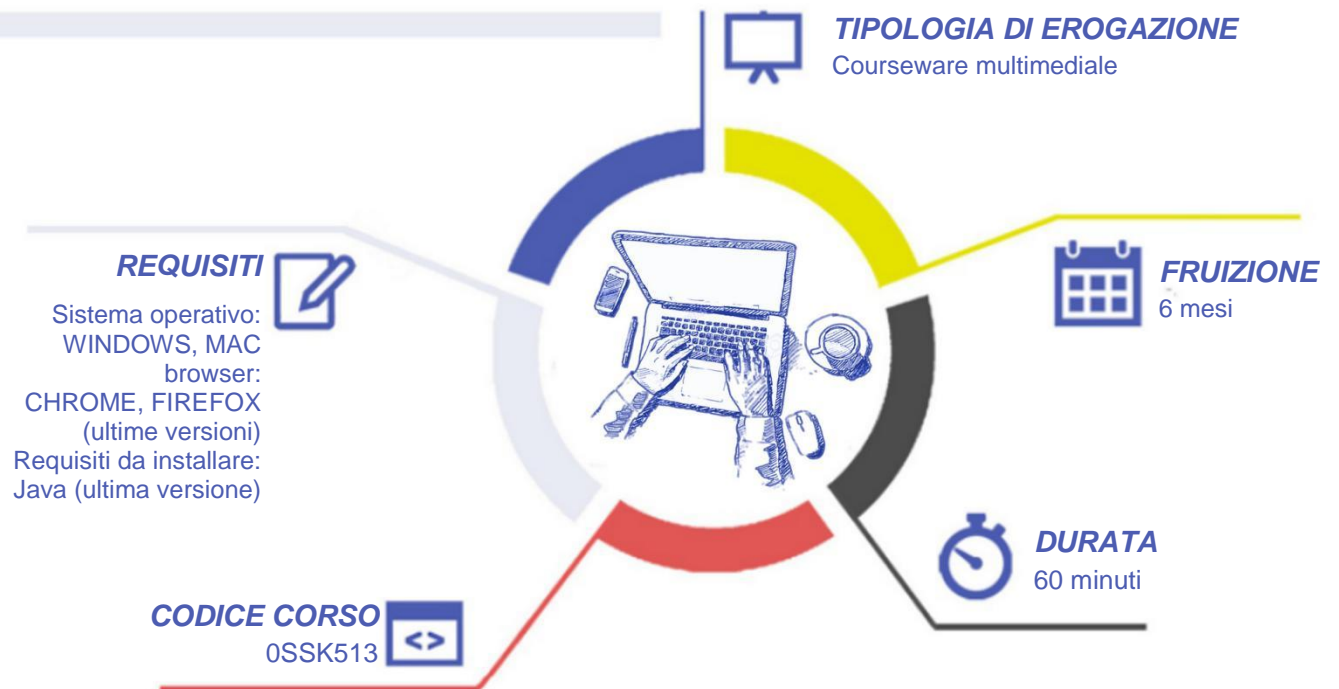 TIPOLOGIA DI EROGAZIONE
Courseware multimediale
REQUISITI
Sistema operativo:
WINDOWS, MAC
browser:
CHROME, FIREFOX
(ultime versioni)
Requisiti da installare:
Java (ultima versione)
FRUIZIONE
6 mesi
DURATA
60 minuti
CODICE CORSO
0SSK513
<>